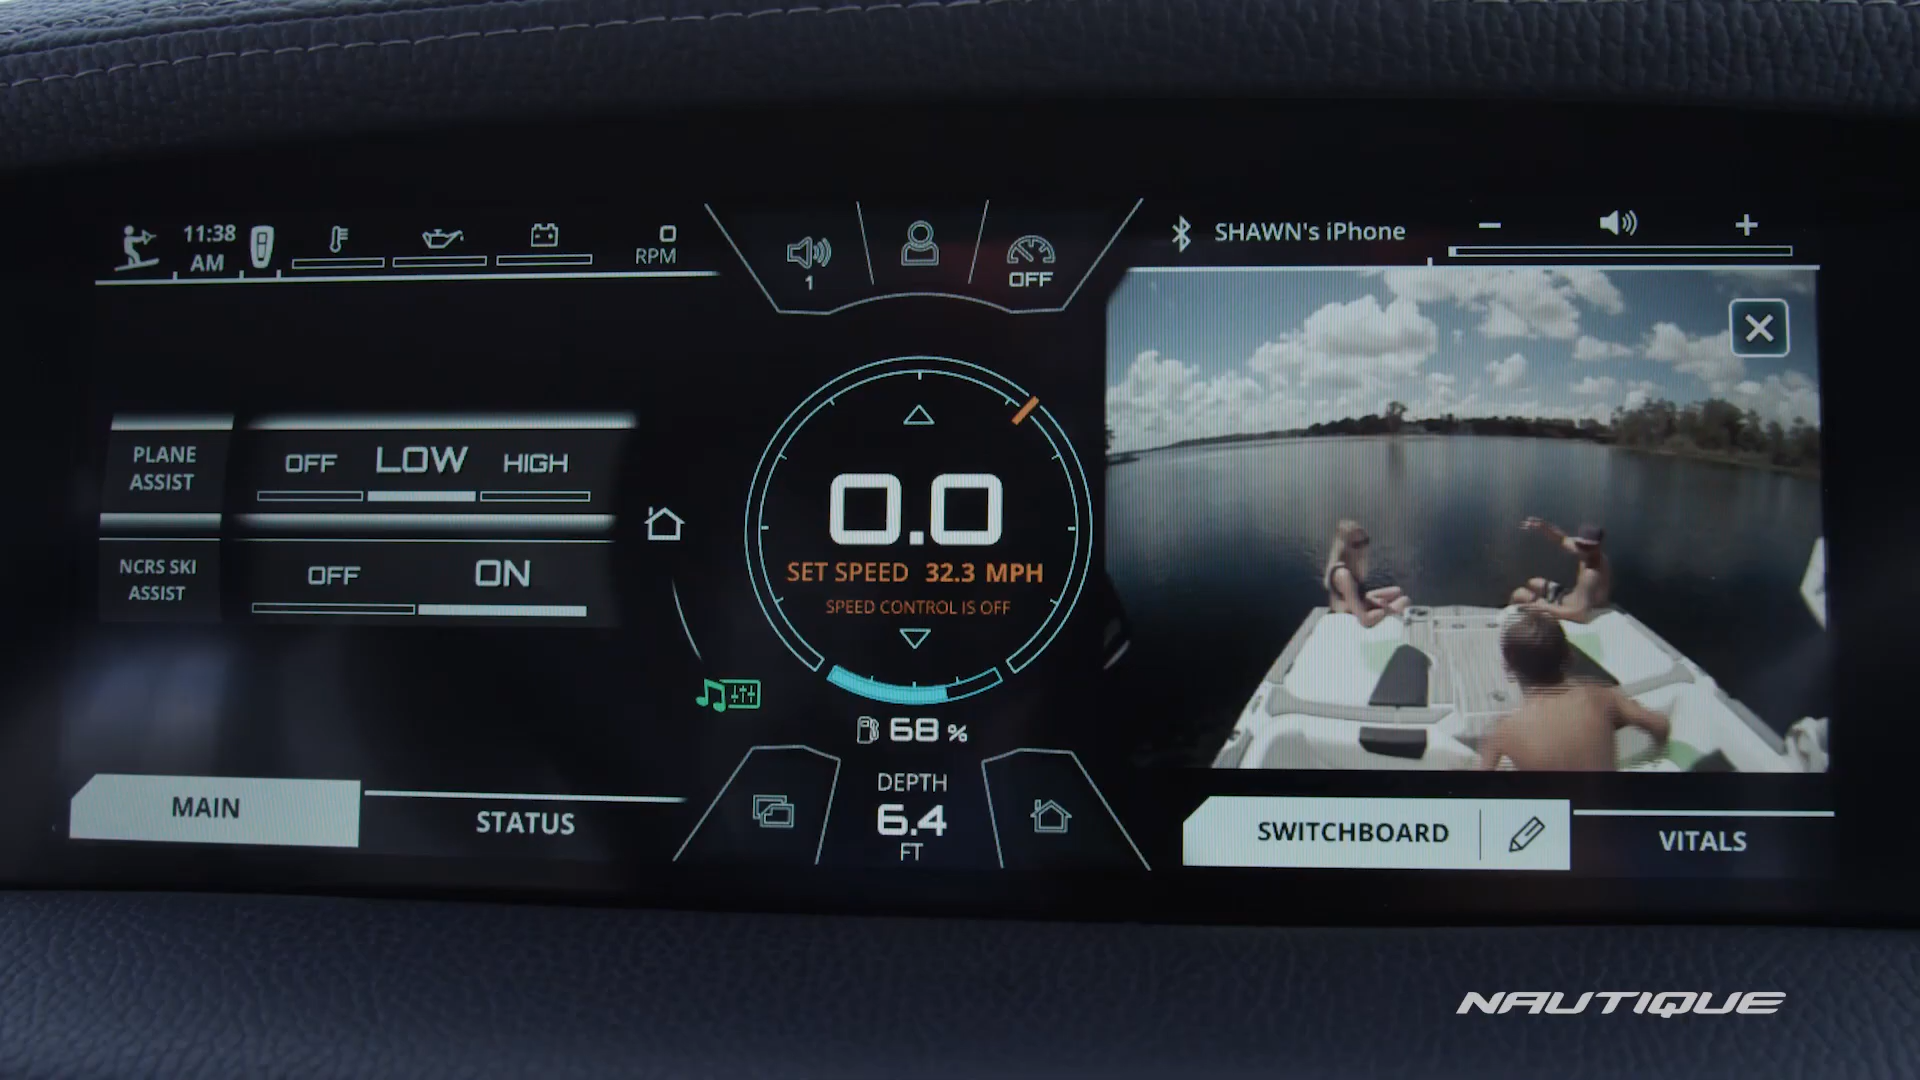 11:38
AM
0
RPM
1
OFF
SHAWN's iPhone
PLANE
ASSIST
OFF LOW HIGH
NCRS SKI
ASSIST
OFF ON
0.0
SET SPEED 32.3 MPH
SPEED CONTROL IS OFF
68 %
DEPTH
6.4
FT
MAIN STATUS
SWITCHBOARD VITALS
NAUTIQUE